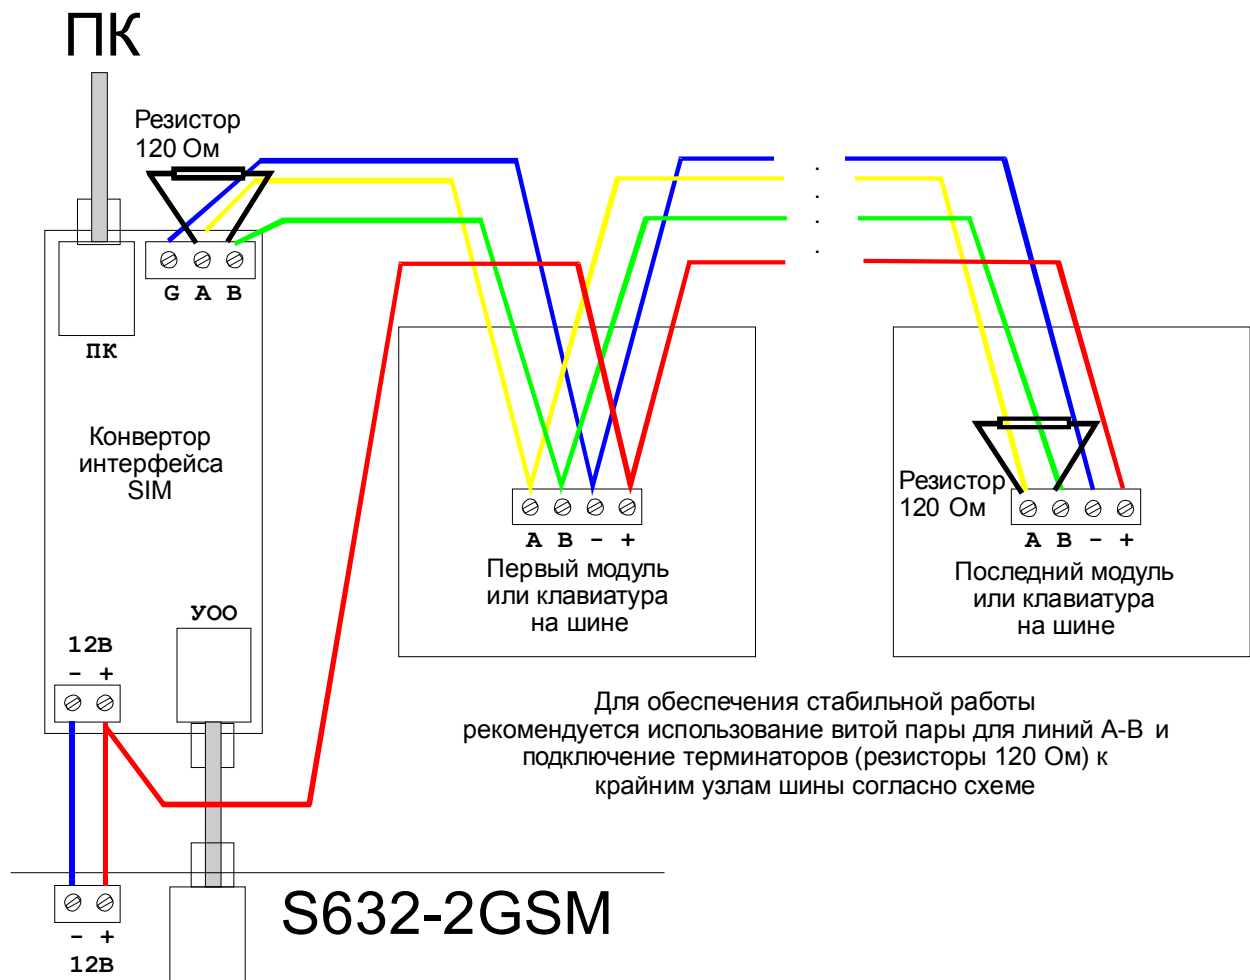 ПК
Резистор
120 Ом
G A B
ПК
Конвертор
интерфейса
SIM
УОО
12В
- +
A B - +
Первый модуль
или клавиатура
на шине
Резистор
120 Ом
A B - +
Последний модуль
или клавиатура
на шине
Для обеспечения стабильной работы
рекомендуется использование витой пары для линий А-В и
подключение терминаторов (резисторы 120 Ом) к
крайним узлам шины согласно схеме
S632-2GSM
- +
12В